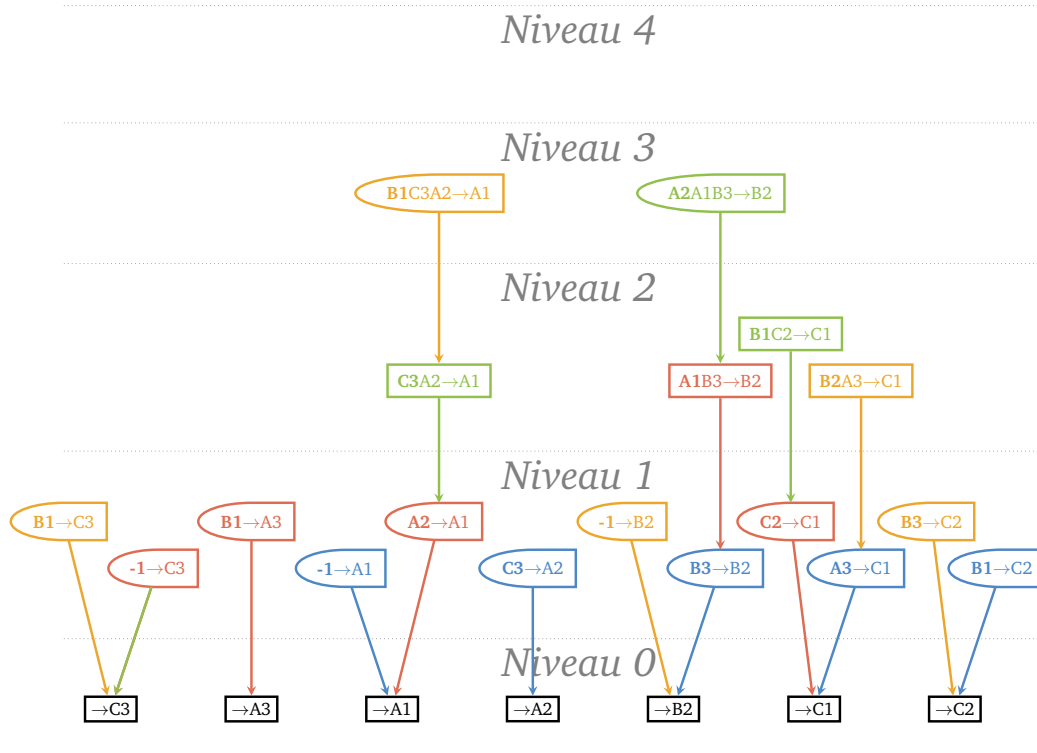 Niveau 4
Niveau 3
B1C3A2→A1 A2A1B3→B2
Niveau 2
B1C2→C1
C3A2→A1 A1B3→B2 B2A3→C1
Niveau 1
B1→C3 B1→A3 A2→A1 -1→B2 C2→C1 B3→C2
-1→C3 -1→A1 C3→A2 B3→B2 A3→C1 B1→C2
Niveau 0
→C3 →A3 →A1 →A2 →B2 →C1 →C2